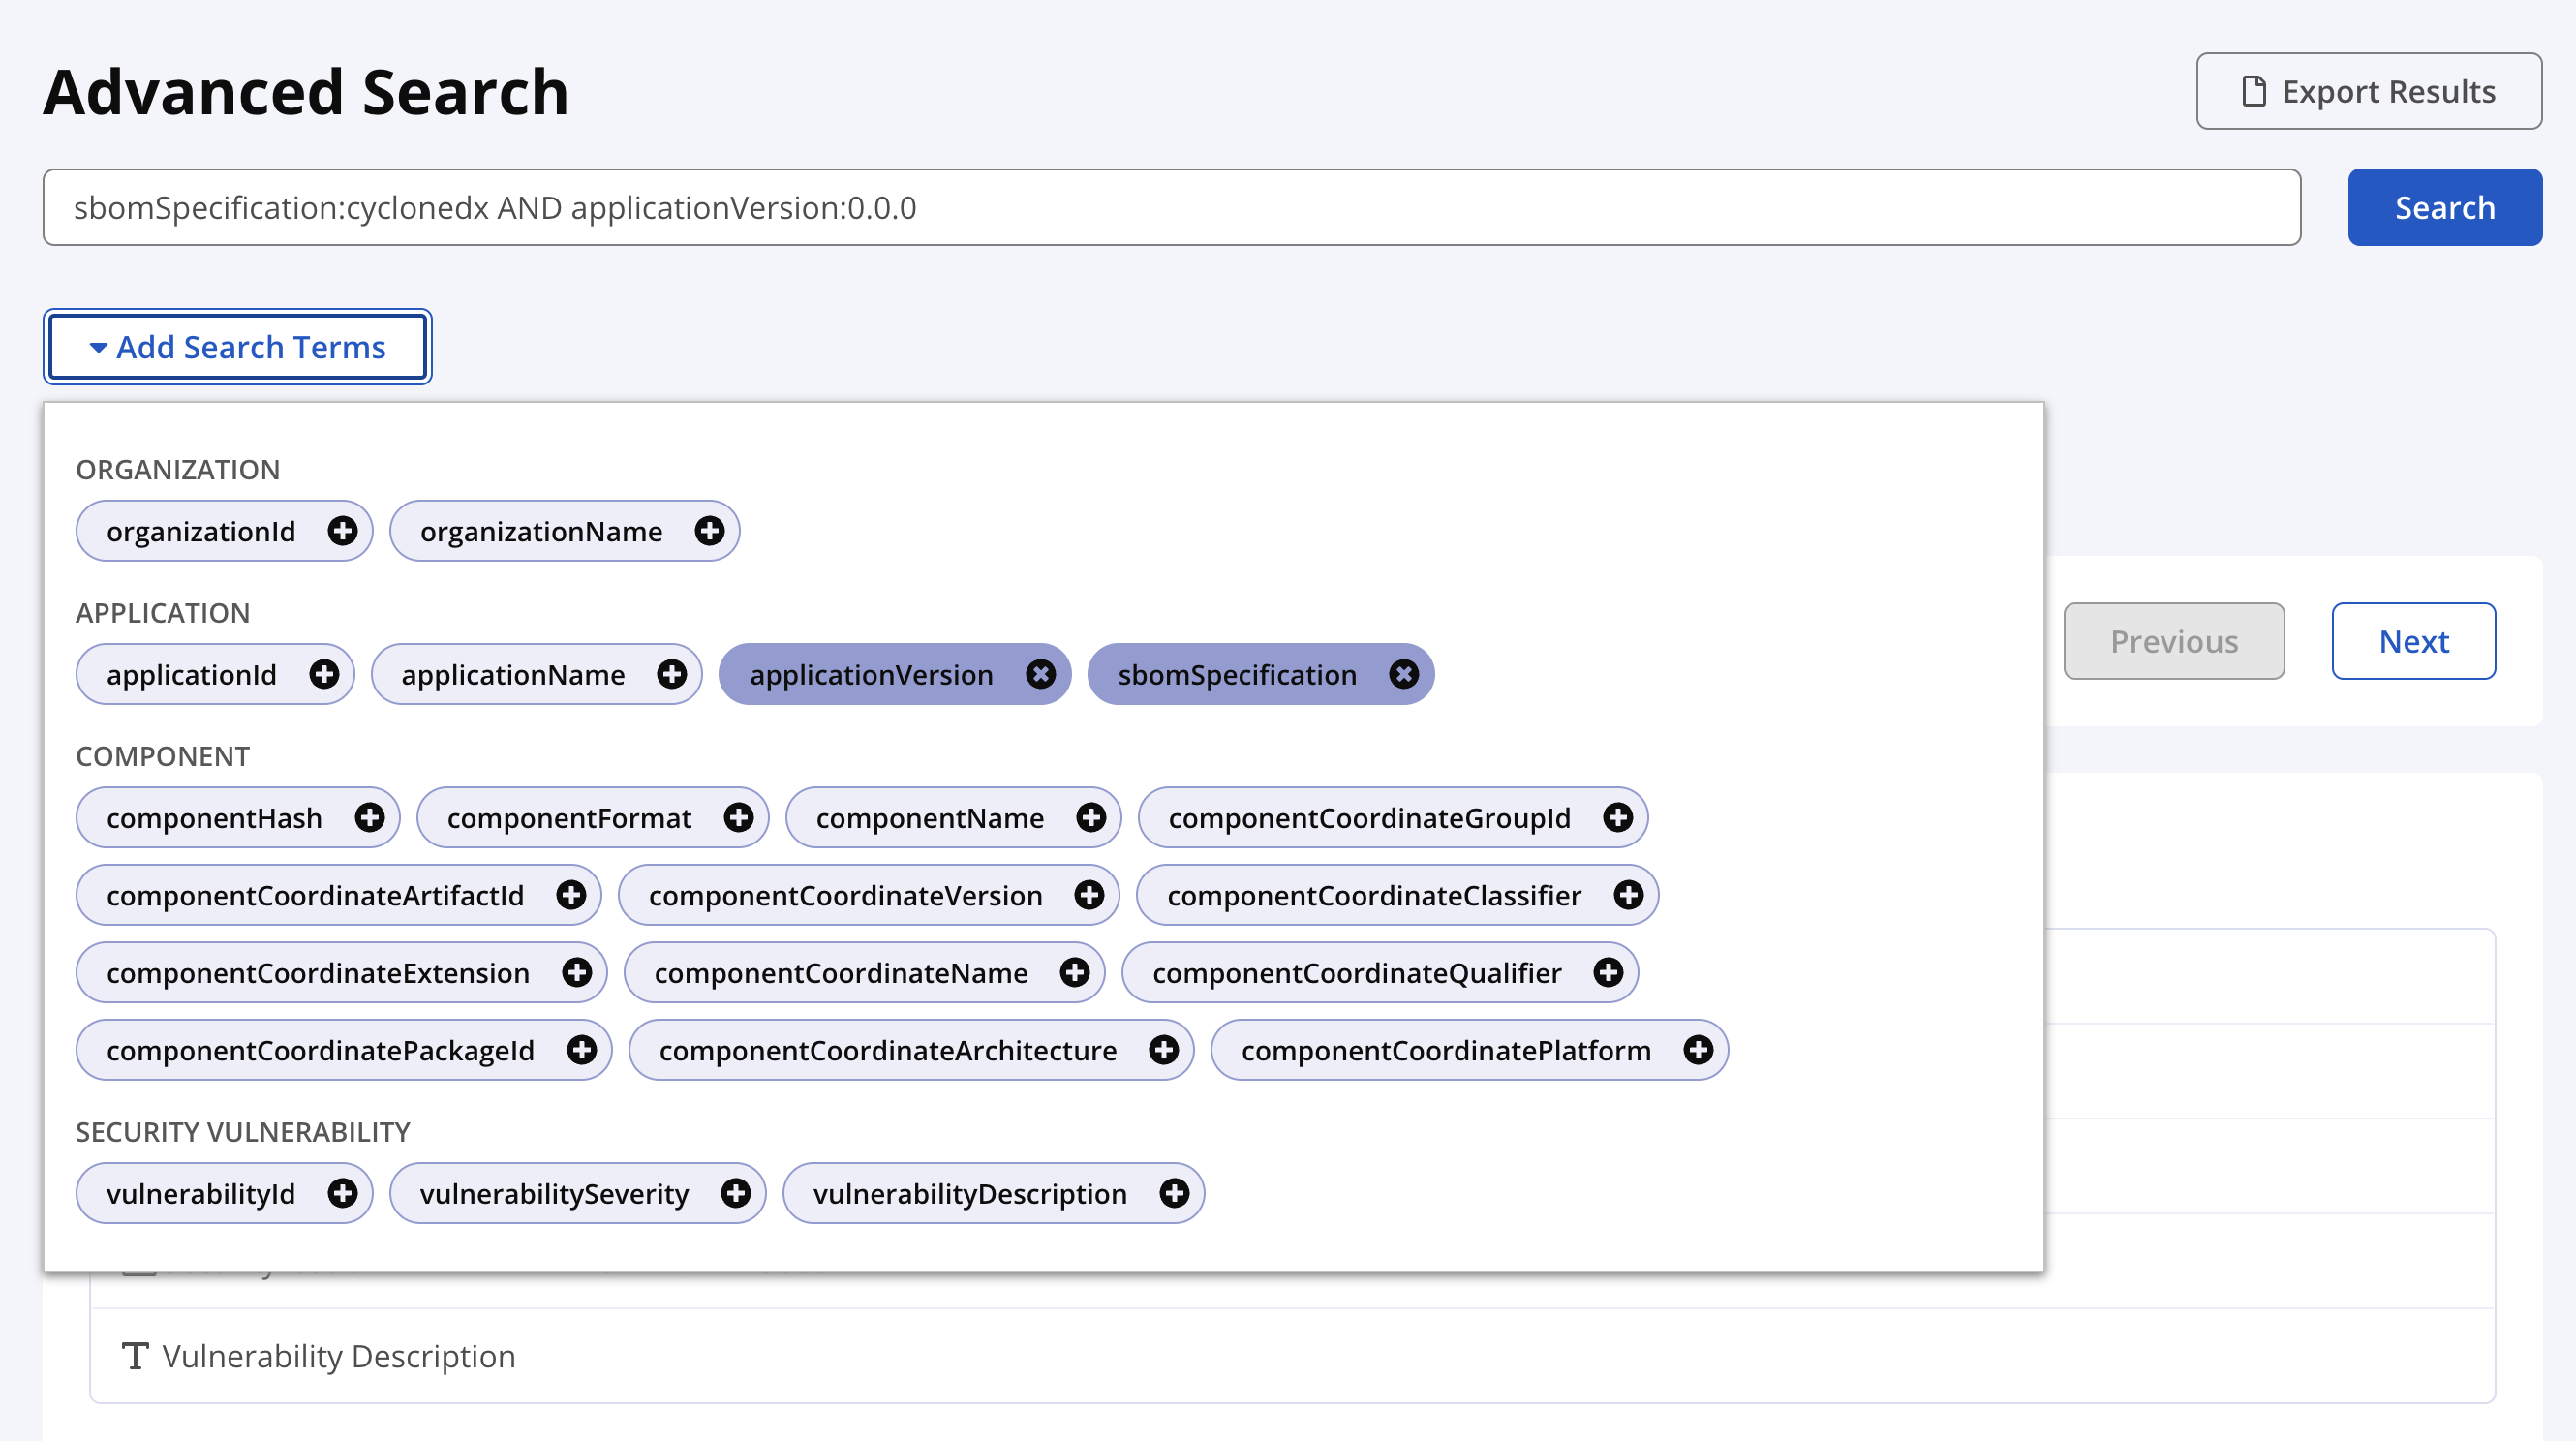 Advanced Search
Export Results
sbomSpecification:cyclonedx AND applicationVersion:0.0.0
Search
Add Search Terms
ORGANIZATION
organizationId organizationName
APPLICATION
applicationId applicationName applicationVersion sbomSpecification
Previous Next
COMPONENT
componentHash componentFormat componentName componentCoordinateGroupId
componentCoordinateArtifactId componentCoordinateVersion componentCoordinateClassifier
componentCoordinateExtension componentCoordinateName componentCoordinateQualifier
componentCoordinatePackageId componentCoordinateArchitecture componentCoordinatePlatform
SECURITY VULNERABILITY
vulnerabilityId vulnerabilitySeverity vulnerabilityDescription
Vulnerability Description